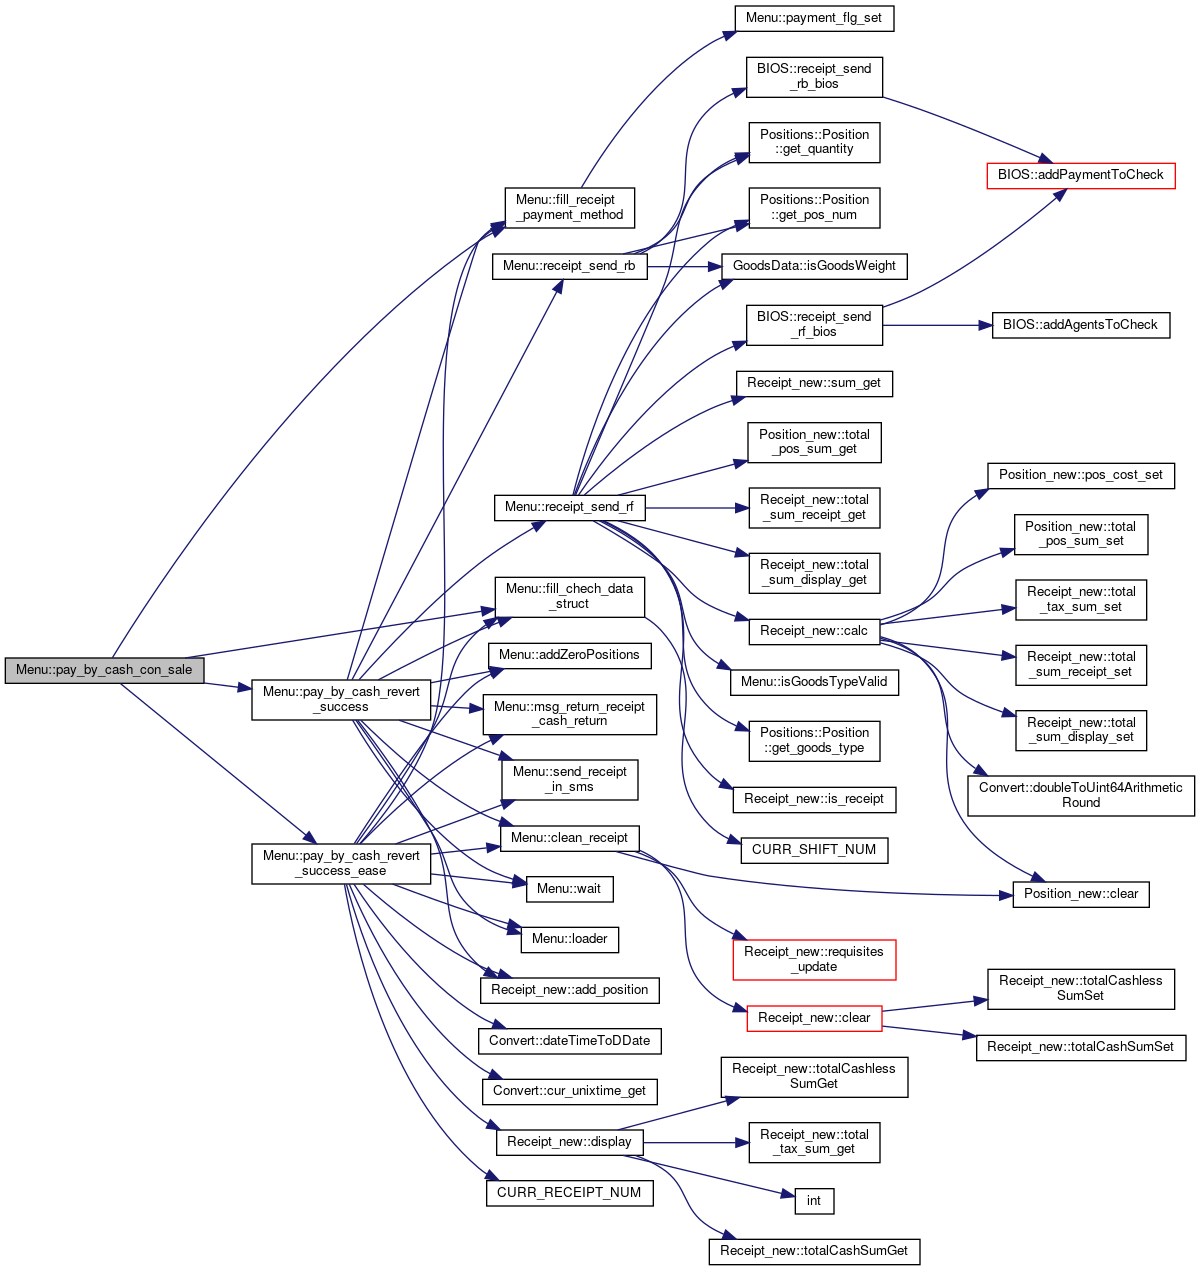 Menu::pay_by_cash_con_sale
Menu::pay_by_cash_revert
_success
Menu::pay_by_cash_revert
_success_ease
Menu::fill_receipt
_payment_method
Menu::receipt_send_rb
Menu::receipt_send_rf
Menu::fill_chech_data
_struct
Menu::addZeroPositions
Menu::msg_return_receipt
_cash_return
Menu::send_receipt
_in_sms
Menu::clean_receipt
Menu::wait
Menu::loader
Receipt_new::add_position
Convert::dateTimeToDDate
Convert::cur_unixtime_get
Receipt_new::display
CURR_RECEIPT_NUM
Menu::payment_flg_set
BIOS::receipt_send
_rb_bios
Positions::Position
::get_quantity
Positions::Position
::get_pos_num
GoodsData::isGoodsWeight
BIOS::receipt_send
_rf_bios
Receipt_new::sum_get
Position_new::total
_pos_sum_get
Receipt_new::total
_sum_receipt_get
Receipt_new::total
_sum_display_get
Receipt_new::calc
Menu::isGoodsTypeValid
Positions::Position
::get_goods_type
Receipt_new::is_receipt
CURR_SHIFT_NUM
Receipt_new::requisites
_update
Receipt_new::clear
Receipt_new::totalCashless
SumGet
Receipt_new::total
_tax_sum_get
int
Receipt_new::totalCashSumGet
BIOS::addPaymentToCheck
BIOS::addAgentsToCheck
Position_new::pos_cost_set
Position_new::total
_pos_sum_set
Receipt_new::total
_tax_sum_set
Receipt_new::total
_sum_receipt_set
Receipt_new::total
_sum_display_set
Convert::doubleToUint64Arithmetic
Round
Position_new::clear
Receipt_new::totalCashless
SumSet
Receipt_new::totalCashSumSet